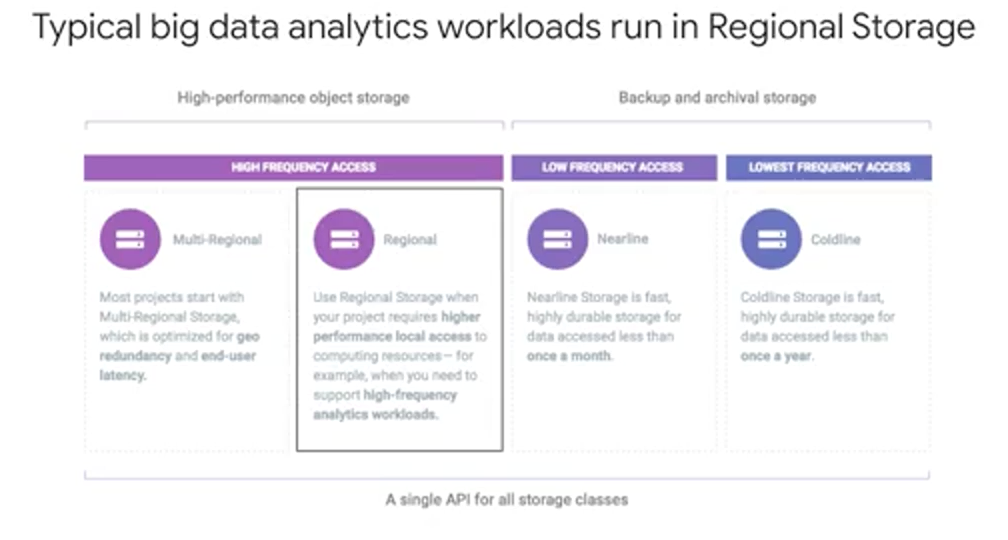 Typical big data analytics workloads run in Regional Storage
High-performance object storage
Backup and archival storage
HIGH FREQUENCY ACCESS
LOW FREQUENCY ACCESS
LOWEST FREQUENCY ACCESS
Multi-Regional
Most projects start with
Multi-Regional Storage,
which is optimized for geo
redundancy and end-user
latency.
Regional
Use Regional Storage when
your project requires higher
performance local access to
computing resources— for
example, when you need to
support high-frequency
analytics workloads.
Nearline
Nearline Storage is fast,
highly durable storage for
data accessed less than
once a month.
Coldline
Coldline Storage is fast,
highly durable storage for
data accessed less than
once a year.
A single API for all storage classes